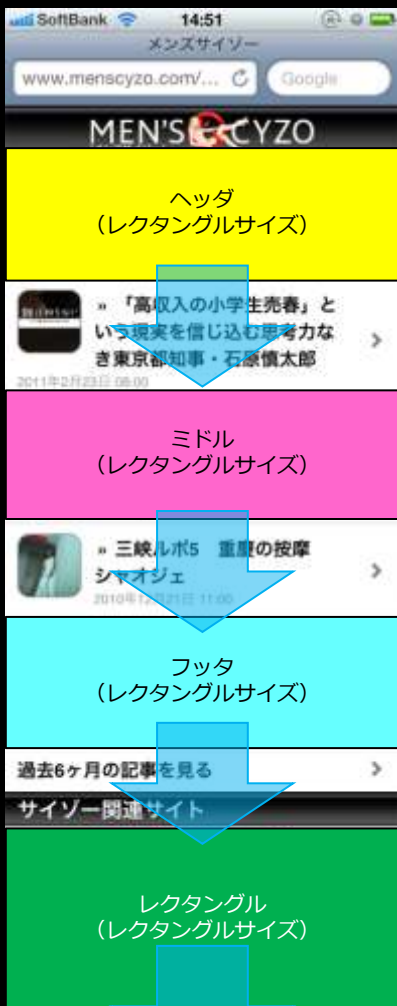 SoftBank 14:51
メンズサイゾー
www.menscyzo.com/... Google
MEN'S CYZO
ヘッダ
（レクタングルサイズ）
» 「高収入の小学生売春」と
いう現実を信じ込む思考力な
き東京都知事・石原慎太郎
2011年2月23日 08:00
ミドル
（レクタングルサイズ）
» 三峡ルポ5 重慶の按摩
シャオジェ
2010年12月21日 11:00
フッタ
（レクタングルサイズ）
過去6ヶ月の記事を見る
サイゾー関連サイト
レクタングル
（レクタングルサイズ）